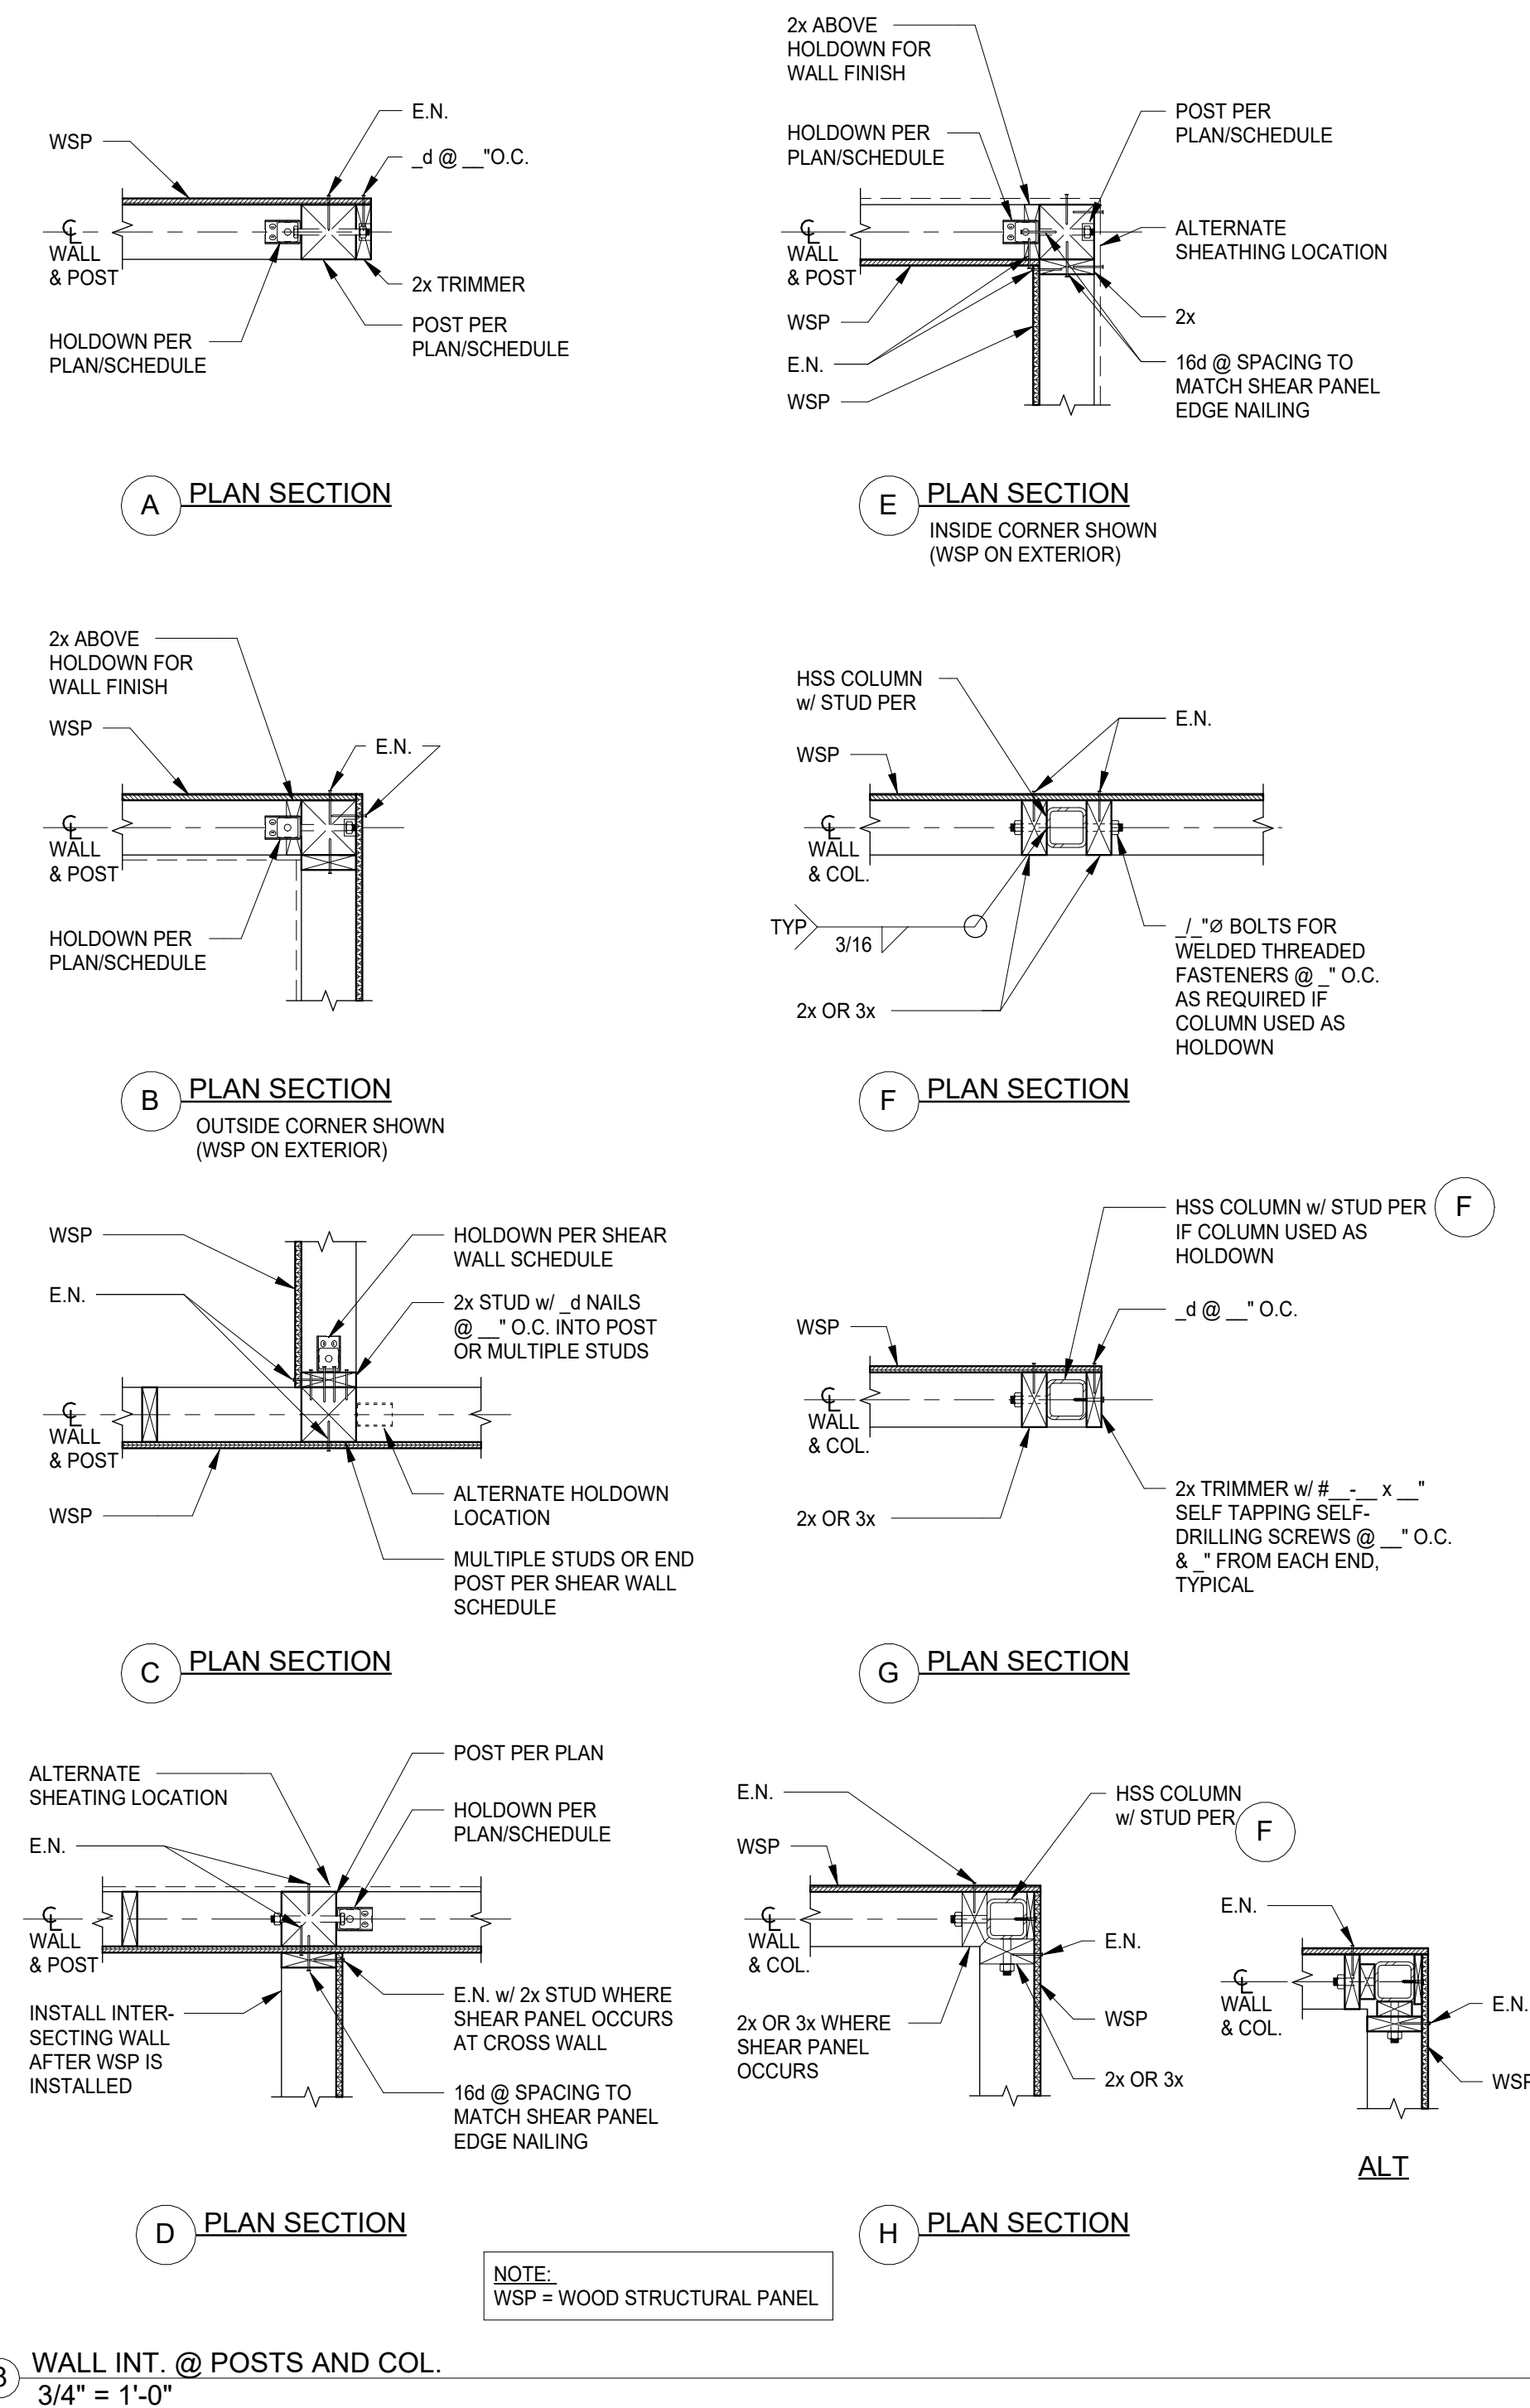 WSP
E.N.
_d @ __"O.C.
℄
WALL
& POST
2x TRIMMER
POST PER
PLAN/SCHEDULE
HOLDOWN PER
PLAN/SCHEDULE
A
PLAN SECTION
2x ABOVE
HOLDOWN FOR
WALL FINISH
WSP
E.N.
℄
WALL
& POST
HOLDOWN PER
PLAN/SCHEDULE
B
PLAN SECTION
OUTSIDE CORNER SHOWN
(WSP ON EXTERIOR)
WSP
E.N.
HOLDOWN PER SHEAR
WALL SCHEDULE
2x STUD w/ _d NAILS
@ __" O.C. INTO POST
OR MULTIPLE STUDS
℄
WALL
& POST
WSP
ALTERNATE HOLDOWN
LOCATION
MULTIPLE STUDS OR END
POST PER SHEAR WALL
SCHEDULE
C
PLAN SECTION
ALTERNATE
SHEATING LOCATION
E.N.
POST PER PLAN
HOLDOWN PER
PLAN/SCHEDULE
℄
WALL
& POST
INSTALL INTER-
SECTING WALL
AFTER WSP IS
INSTALLED
E.N. w/ 2x STUD WHERE
SHEAR PANEL OCCURS
AT CROSS WALL
16d @ SPACING TO
MATCH SHEAR PANEL
EDGE NAILING
D
PLAN SECTION
2x ABOVE
HOLDOWN FOR
WALL FINISH
HOLDOWN PER
PLAN/SCHEDULE
POST PER
PLAN/SCHEDULE
℄
WALL
& POST
ALTERNATE
SHEATHING LOCATION
WSP
E.N.
WSP
2x
16d @ SPACING TO
MATCH SHEAR PANEL
EDGE NAILING
E
PLAN SECTION
INSIDE CORNER SHOWN
(WSP ON EXTERIOR)
HSS COLUMN
w/ STUD PER
WSP
E.N.
℄
WALL
& COL.
TYP
3/16
2x OR 3x
_/_"Ø BOLTS FOR
WELDED THREADED
FASTENERS @ _" O.C.
AS REQUIRED IF
COLUMN USED AS
HOLDOWN
F
PLAN SECTION
HSS COLUMN w/ STUD PER F
IF COLUMN USED AS
HOLDOWN
_d @ __" O.C.
WSP
℄
WALL
& COL.
2x OR 3x
2x TRIMMER w/ #__-__ x __"
SELF TAPPING SELF-
DRILLING SCREWS @ __" O.C.
& _" FROM EACH END,
TYPICAL
G
PLAN SECTION
E.N.
WSP
HSS COLUMN
w/ STUD PER F
℄
WALL
& COL.
2x OR 3x WHERE
SHEAR PANEL
OCCURS
E.N.
WSP
2x OR 3x
E.N.
℄
WALL
& COL.
E.N.
WSP
ALT
H
PLAN SECTION
NOTE:
WSP = WOOD STRUCTURAL PANEL
WALL INT. @ POSTS AND COL.
3/4" = 1'-0"